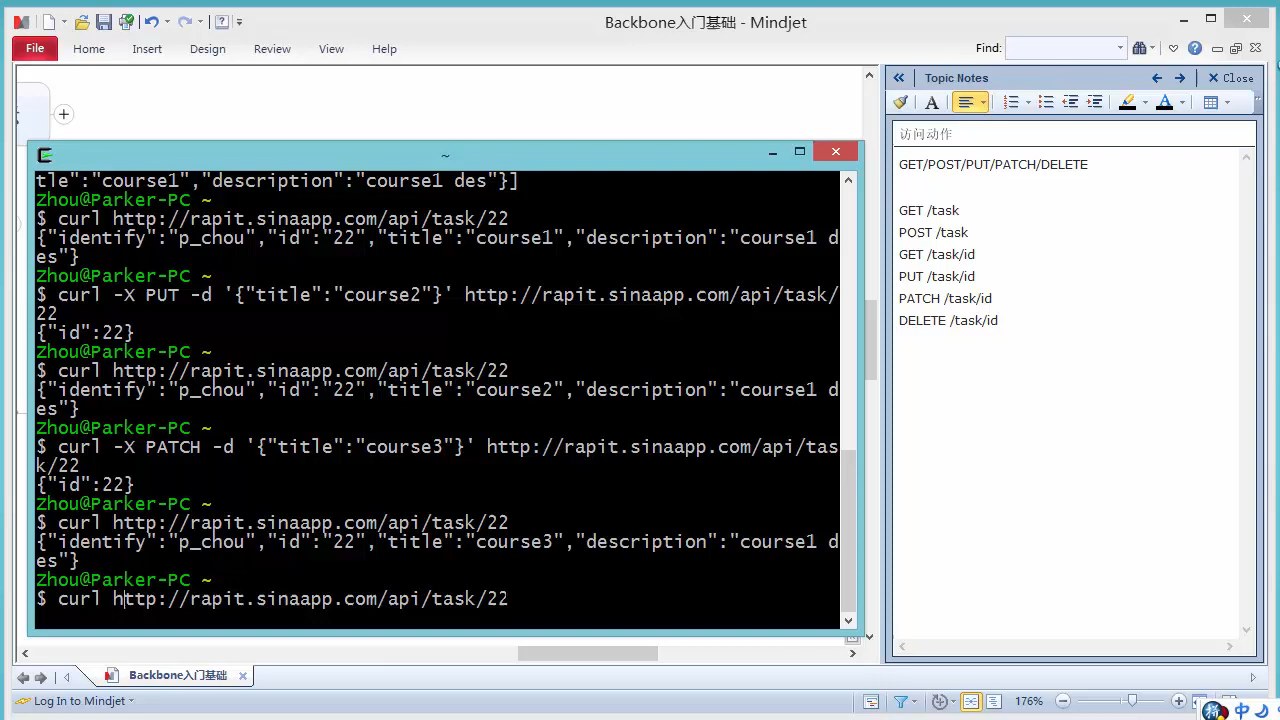 Backbone入门基础 - Mindjet
File Home Insert Design Review View Help Find:
Topic Notes Close
访问动作
GET/POST/PUT/PATCH/DELETE
GET /task
POST /task
GET /task/id
PUT /task/id
PATCH /task/id
DELETE /task/id
~
tle":"course1","description":"course1 des"}]
Zhou@Parker-PC ~
$ curl http://rapit.sinaapp.com/api/task/22
{"identify":"p_chou","id":"22","title":"course1","description":"course1 d
es"}
Zhou@Parker-PC ~
$ curl -X PUT -d '{"title":"course2"}' http://rapit.sinaapp.com/api/task/
22
{"id":22}
Zhou@Parker-PC ~
$ curl http://rapit.sinaapp.com/api/task/22
{"identify":"p_chou","id":"22","title":"course2","description":"course1 d
es"}
Zhou@Parker-PC ~
$ curl -X PATCH -d '{"title":"course3"}' http://rapit.sinaapp.com/api/tas
k/22
{"id":22}
Zhou@Parker-PC ~
$ curl http://rapit.sinaapp.com/api/task/22
{"identify":"p_chou","id":"22","title":"course3","description":"course1 d
es"}
Zhou@Parker-PC ~
$ curl http://rapit.sinaapp.com/api/task/22
Backbone入门基础
Log In to Mindjet 176%
拼 中